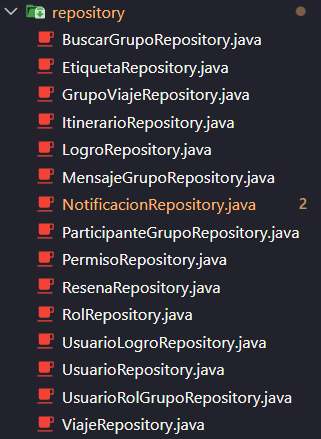 repository
BuscarGrupoRepository.java
EtiquetaRepository.java
GrupoViajeRepository.java
ItinerarioRepository.java
LogroRepository.java
MensajeGrupoRepository.java
NotificacionRepository.java 2
ParticipanteGrupoRepository.java
PermisoRepository.java
ResenaRepository.java
RolRepository.java
UsuarioLogroRepository.java
UsuarioRepository.java
UsuarioRolGrupoRepository.java
ViajeRepository.java